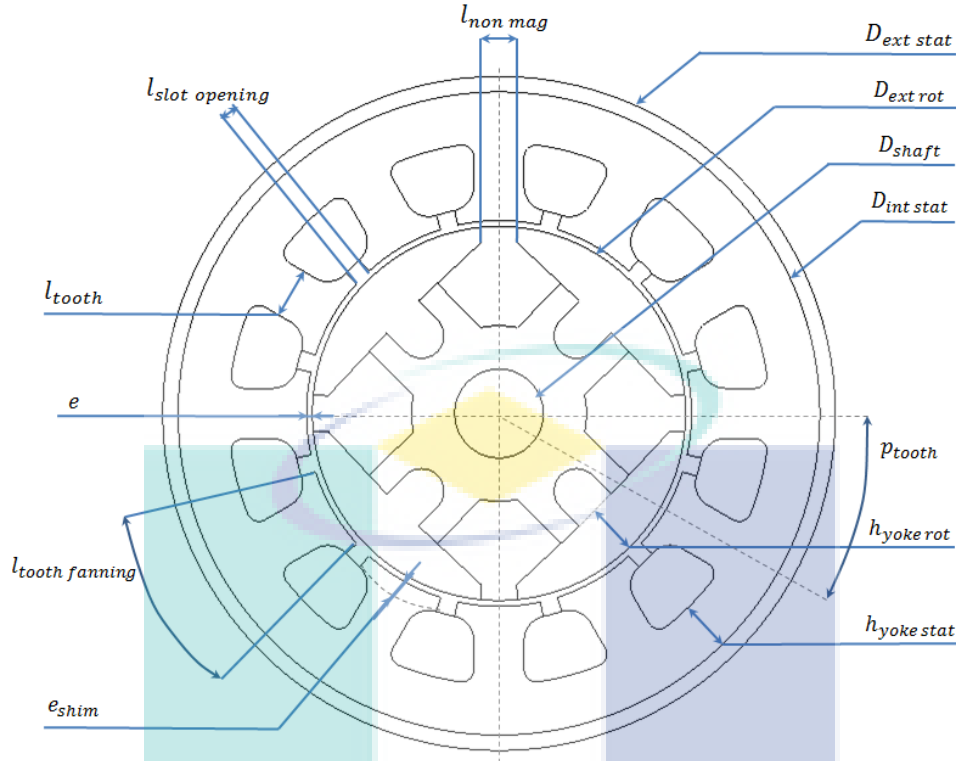 l_non mag
D_ext stat
l_slot opening
D_ext rot
D_shaft
D_int stat
l_tooth
e
p_tooth
h_yoke rot
l_tooth fanning
h_yoke stat
e_shim